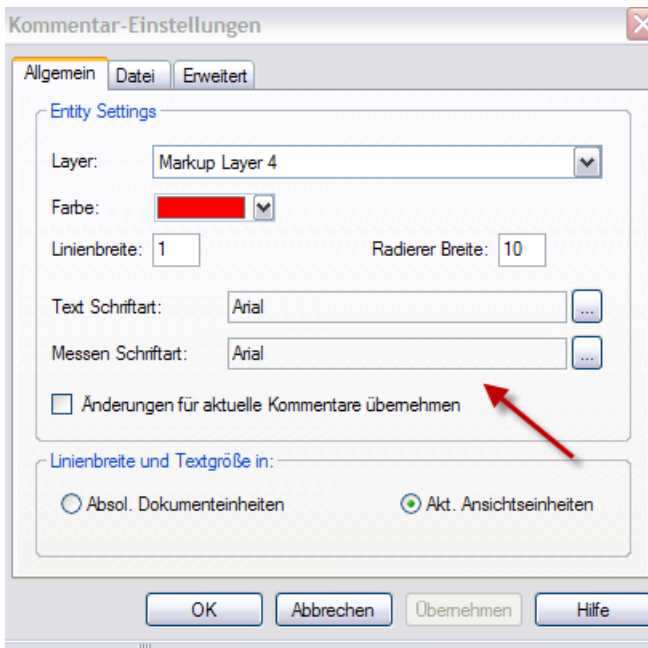 Kommentar-Einstellungen
Allgemein Datei Erweitert
Entity Settings
Layer: Markup Layer 4
Farbe:
Linienbreite: 1 Radierer Breite: 10
Text Schriftart: Arial ...
Messen Schriftart: Arial ...
Änderungen für aktuelle Kommentare übernehmen
Linienbreite und Textgröße in:
Absol. Dokumenteinheiten Akt. Ansichtseinheiten
OK Abbrechen Übernehmen Hilfe